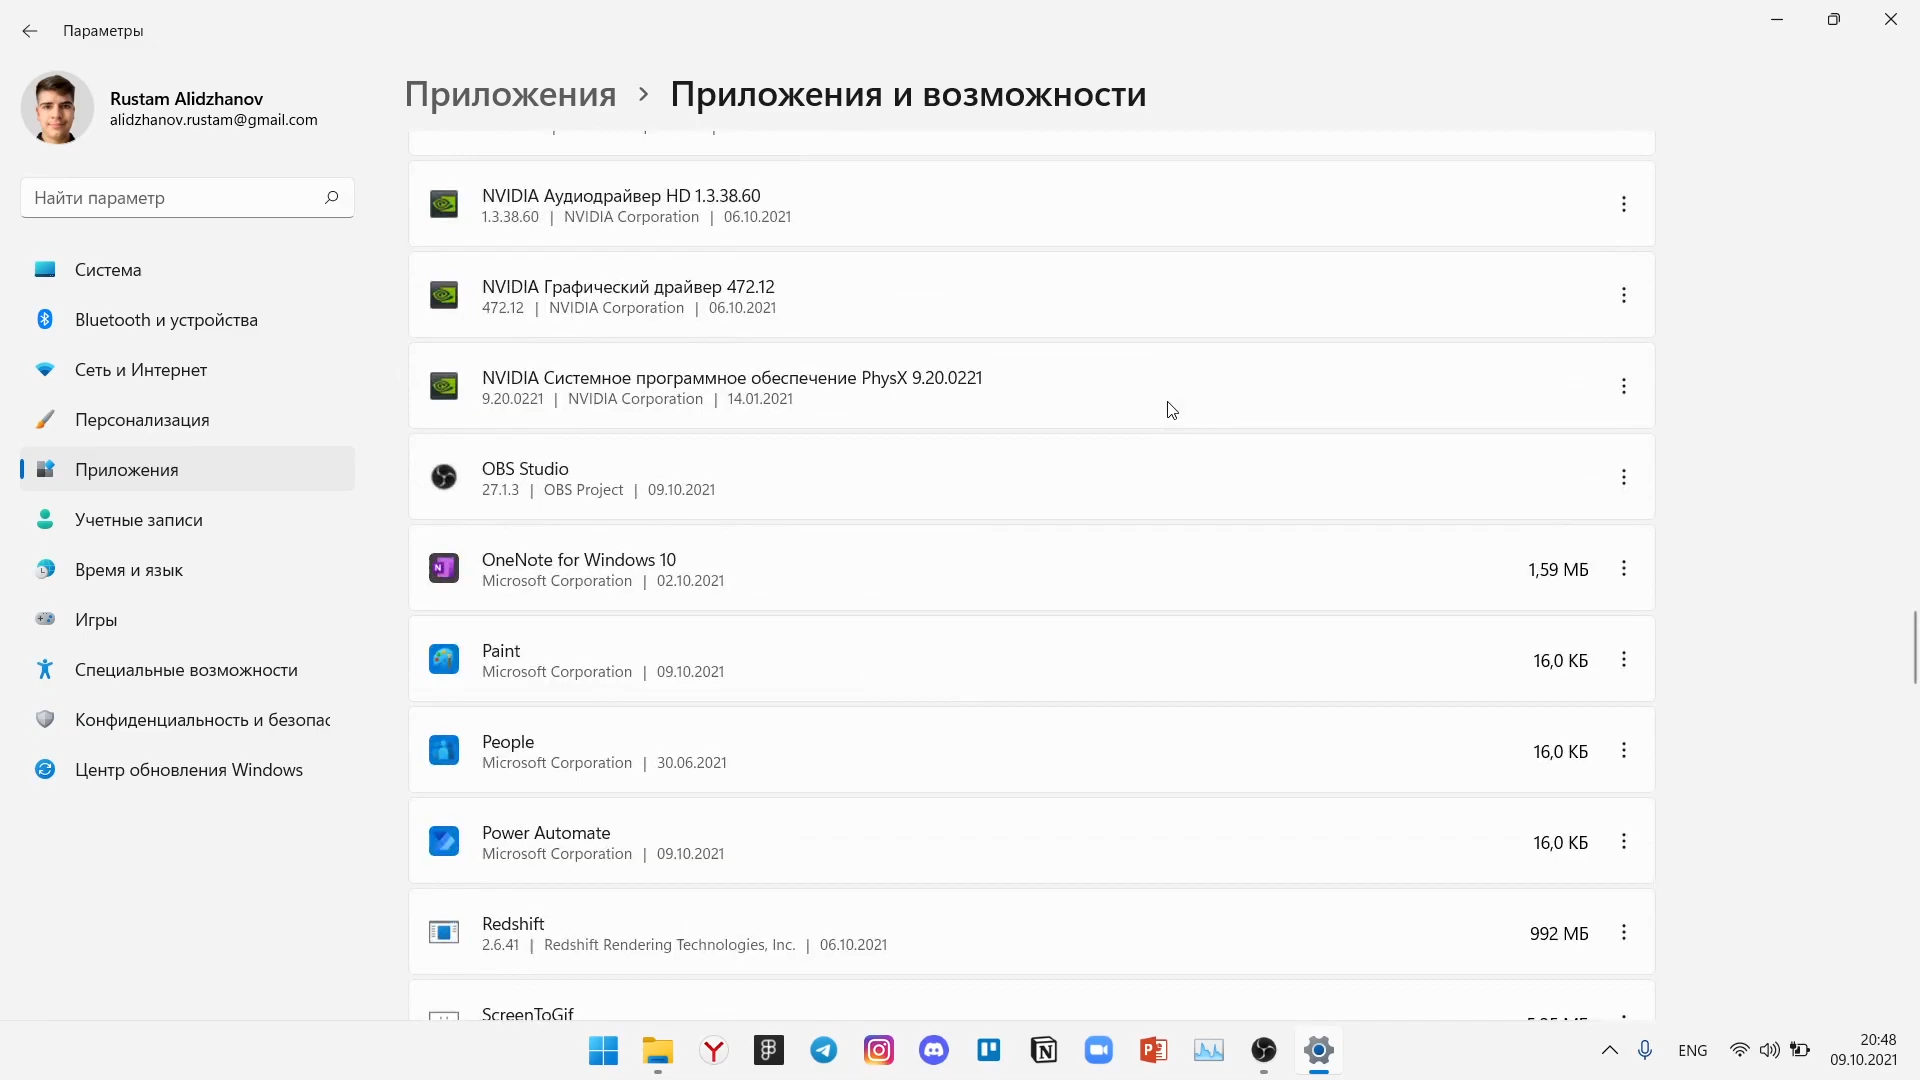 Параметры
Rustam Alidzhanov
alidzhanov.rustam@gmail.com
Найти параметр
Система
Bluetooth и устройства
Сеть и Интернет
Персонализация
Приложения
Учетные записи
Время и язык
Игры
Специальные возможности
Конфиденциальность и безопас
Центр обновления Windows
Приложения › Приложения и возможности
NVIDIA Аудиодрайвер HD 1.3.38.60
1.3.38.60 | NVIDIA Corporation | 06.10.2021
NVIDIA Графический драйвер 472.12
472.12 | NVIDIA Corporation | 06.10.2021
NVIDIA Системное программное обеспечение PhysX 9.20.0221
9.20.0221 | NVIDIA Corporation | 14.01.2021
OBS Studio
27.1.3 | OBS Project | 09.10.2021
OneNote for Windows 10
Microsoft Corporation | 02.10.2021
1,59 МБ
Paint
Microsoft Corporation | 09.10.2021
16,0 КБ
People
Microsoft Corporation | 30.06.2021
16,0 КБ
Power Automate
Microsoft Corporation | 09.10.2021
16,0 КБ
Redshift
2.6.41 | Redshift Rendering Technologies, Inc. | 06.10.2021
992 МБ
ScreenToGif
ENG
20:48
09.10.2021